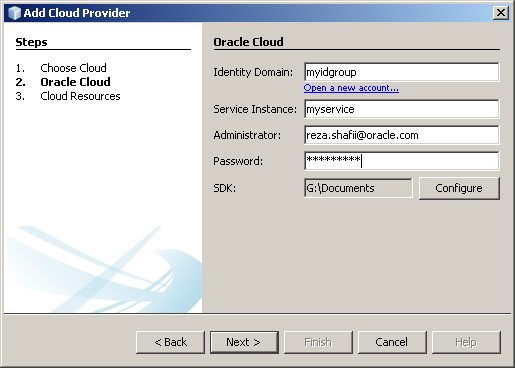 Add Cloud Provider
Steps
1. Choose Cloud
2. Oracle Cloud
3. Cloud Resources
Oracle Cloud
Identity Domain: myidgroup
Open a new account...
Service Instance: myservice
Administrator: reza.shafii@oracle.com
Password: *********
SDK: G:\Documents Configure
< Back Next > Finish Cancel Help